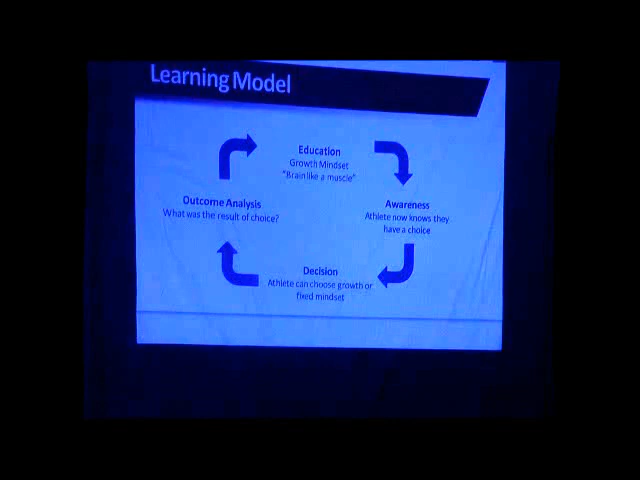 Learning Model
Education
Growth Mindset
"Brain like a muscle"
Outcome Analysis
What was the result of choice?
Awareness
Athlete now knows they
have a choice
Decision
Athlete can choose growth or
fixed mindset